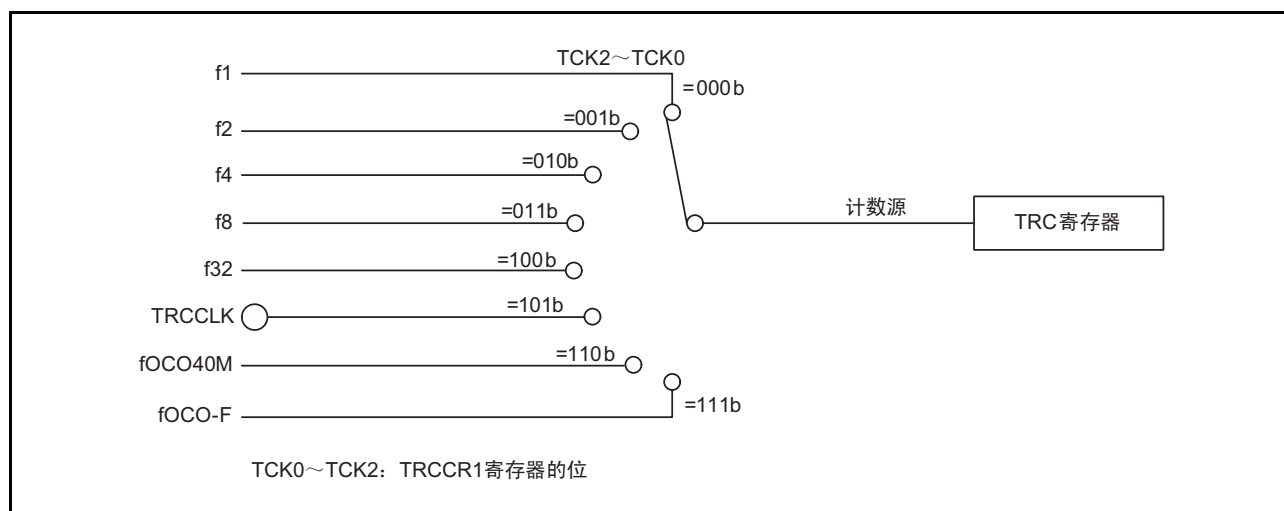 TCK2～TCK0
f1
=000b
f2
=001b
f4
=010b
f8
=011b
计数源
TRC寄存器
f32
=100b
TRCCLK
=101b
fOCO40M
=110b
fOCO-F
=111b
TCK0～TCK2：TRCCR1寄存器的位